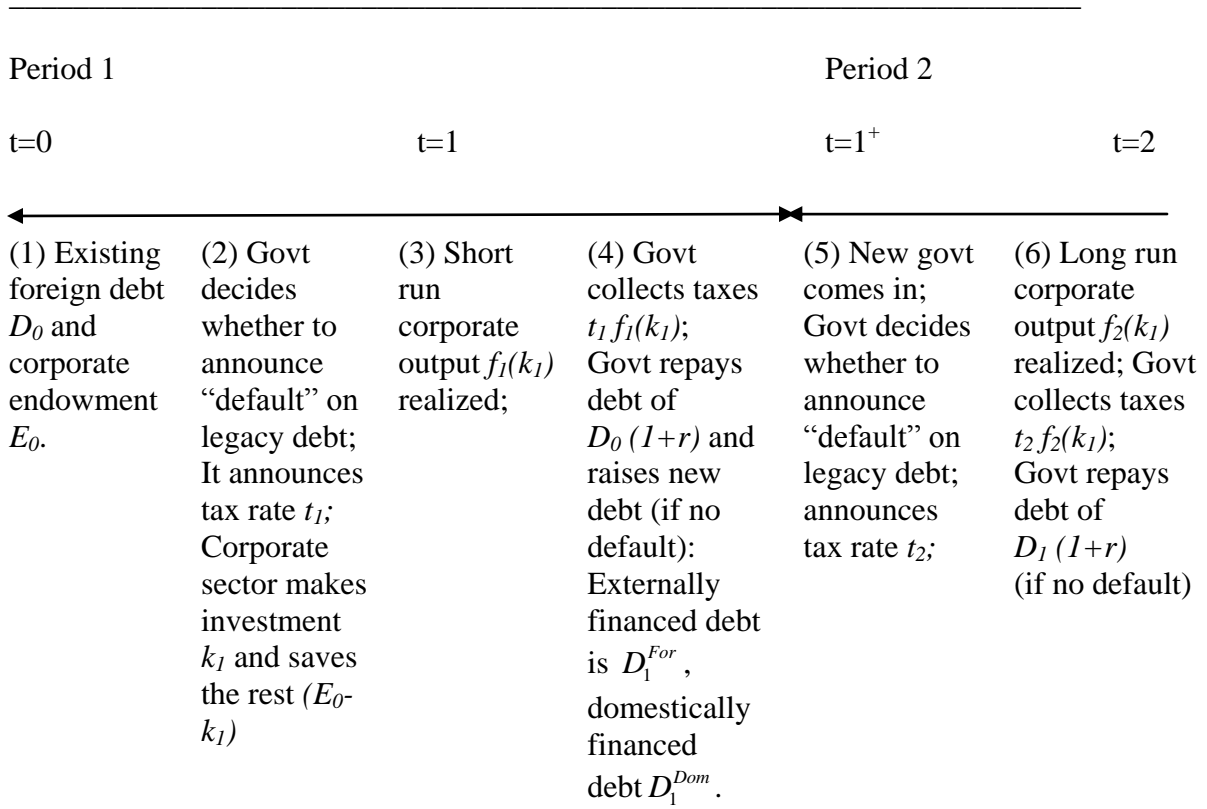 Period 1 Period 2
t=0 t=1 t=1⁺ t=2
(1) Existing
foreign debt
D₀ and
corporate
endowment
E₀.
(2) Govt
decides
whether to
announce
“default” on
legacy debt;
It announces
tax rate t₁;
Corporate
sector makes
investment
k₁ and saves
the rest (E₀-
k₁)
(3) Short
run
corporate
output f₁(k₁)
realized;
(4) Govt
collects taxes
t₁ f₁(k₁);
Govt repays
debt of
D₀ (1+r) and
raises new
debt (if no
default):
Externally
financed debt
is D₁^For ,
domestically
financed
debt D₁^Dom .
(5) New govt
comes in;
Govt decides
whether to
announce
“default” on
legacy debt;
announces
tax rate t₂;
(6) Long run
corporate
output f₂(k₁)
realized; Govt
collects taxes
t₂ f₂(k₁);
Govt repays
debt of
D₁ (1+r)
(if no default)